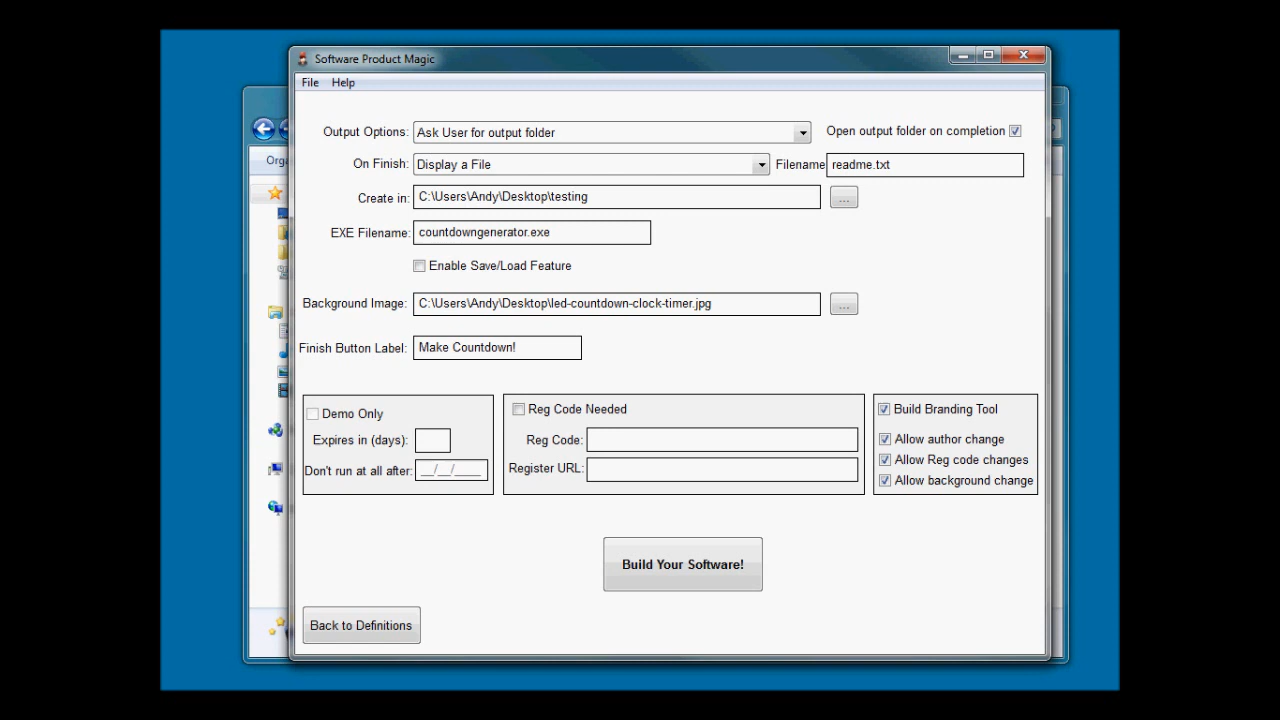 Software Product Magic
File Help
Output Options: Ask User for output folder Open output folder on completion
On Finish: Display a File Filename readme.txt
Create in: C:\Users\Andy\Desktop\testing ...
EXE Filename: countdowngenerator.exe
Enable Save/Load Feature
Background Image: C:\Users\Andy\Desktop\led-countdown-clock-timer.jpg ...
Finish Button Label: Make Countdown!
Demo Only
Expires in (days):
Don't run at all after: __/__/____
Reg Code Needed
Reg Code:
Register URL:
Build Branding Tool
Allow author change
Allow Reg code changes
Allow background change
Build Your Software!
Back to Definitions